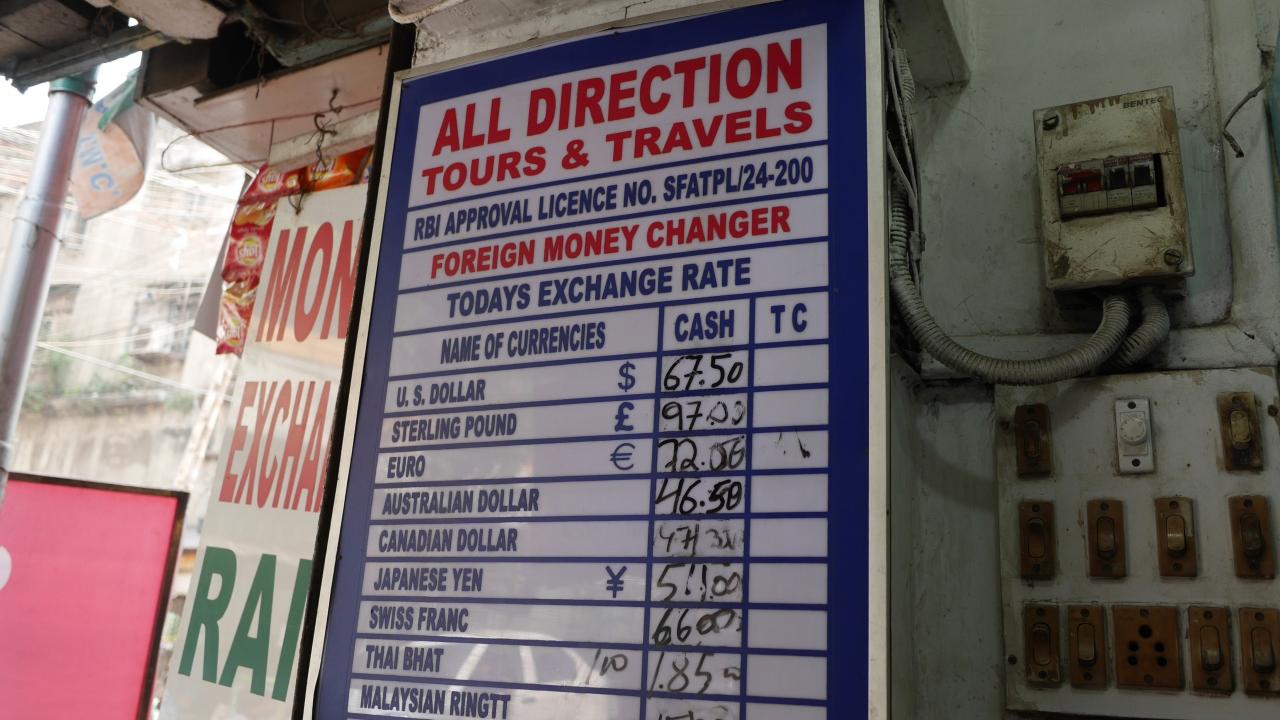 ALL DIRECTION
TOURS & TRAVELS
RBI APPROVAL LICENCE NO. SFATPL/24-200
FOREIGN MONEY CHANGER
TODAYS EXCHANGE RATE
NAME OF CURRENCIES CASH T C
U. S. DOLLAR $ 67.50
STERLING POUND £ 97.00
EURO €
AUSTRALIAN DOLLAR 46.50
CANADIAN DOLLAR
JAPANESE YEN ¥
SWISS FRANC
THAI BHAT 1.85
MALAYSIAN RINGTT
MON
EXCHA
RAI
BENTEC